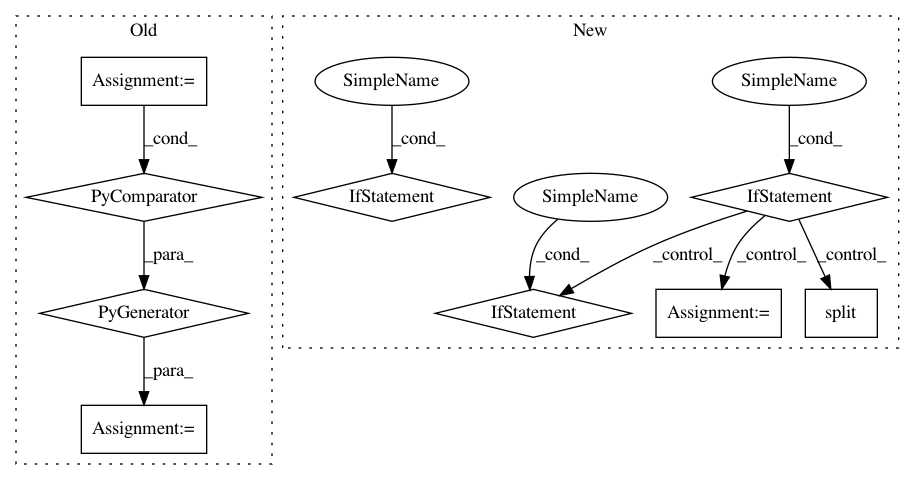 Old
New
Assignment:=
SimpleName
SimpleName
_cond_
_cond_
_cond_
PyComparator
IfStatement
SimpleName
IfStatement
_para_
_cond_
_control_
_control_
_control_
PyGenerator
IfStatement
Assignment:=
split
_para_
Assignment:=